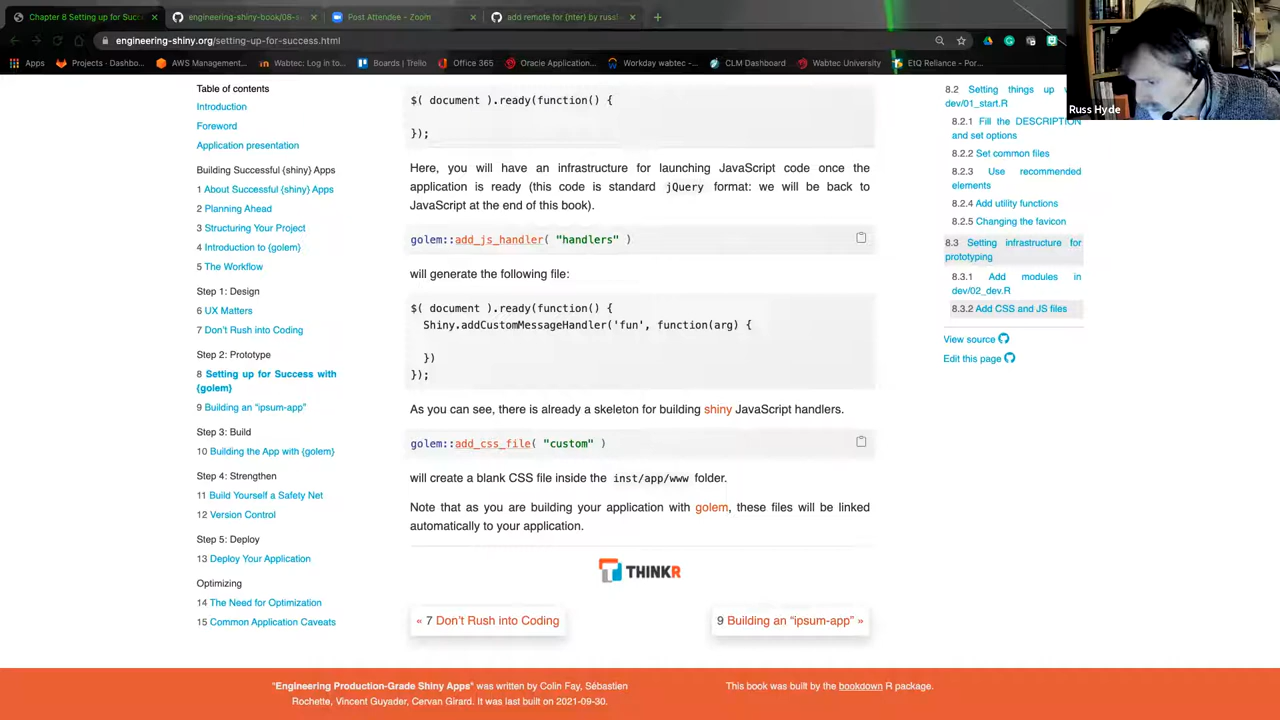 Chapter 8 Setting up for Succ
engineering-shiny-book/08-s
Post Attendee - Zoom
add remote for {nter} by russ
engineering-shiny.org/setting-up-for-success.html
Apps
Projects · Dashbo...
AWS Management...
Wabtec: Log in to...
Boards | Trello
Office 365
Oracle Application...
Workday wabtec -...
CLM Dashboard
Wabtec University
EtQ Reliance - Por...
Russ Hyde
Table of contents
Introduction
Foreword
Application presentation
Building Successful {shiny} Apps
1 About Successful {shiny} Apps
2 Planning Ahead
3 Structuring Your Project
4 Introduction to {golem}
5 The Workflow
Step 1: Design
6 UX Matters
7 Don't Rush into Coding
Step 2: Prototype
8 Setting up for Success with
{golem}
9 Building an “ipsum-app”
Step 3: Build
10 Building the App with {golem}
Step 4: Strengthen
11 Build Yourself a Safety Net
12 Version Control
Step 5: Deploy
13 Deploy Your Application
Optimizing
14 The Need for Optimization
15 Common Application Caveats
$( document ).ready(function() {
});
Here, you will have an infrastructure for launching JavaScript code once the
application is ready (this code is standard jQuery format: we will be back to
JavaScript at the end of this book).
golem::add_js_handler( "handlers" )
will generate the following file:
$( document ).ready(function() {
Shiny.addCustomMessageHandler('fun', function(arg) {
})
});
As you can see, there is already a skeleton for building shiny JavaScript handlers.
golem::add_css_file( "custom" )
will create a blank CSS file inside the inst/app/www folder.
Note that as you are building your application with golem, these files will be linked
automatically to your application.
THINKR
« 7 Don't Rush into Coding
9 Building an “ipsum-app” »
8.2 Setting things up
dev/01_start.R
8.2.1 Fill the DESCRIPTION
and set options
8.2.2 Set common files
8.2.3 Use recommended
elements
8.2.4 Add utility functions
8.2.5 Changing the favicon
8.3 Setting infrastructure for
prototyping
8.3.1 Add modules in
dev/02_dev.R
8.3.2 Add CSS and JS files
View source
Edit this page
"Engineering Production-Grade Shiny Apps" was written by Colin Fay, Sébastien
Rochette, Vincent Guyader, Cervan Girard. It was last built on 2021-09-30.
This book was built by the bookdown R package.